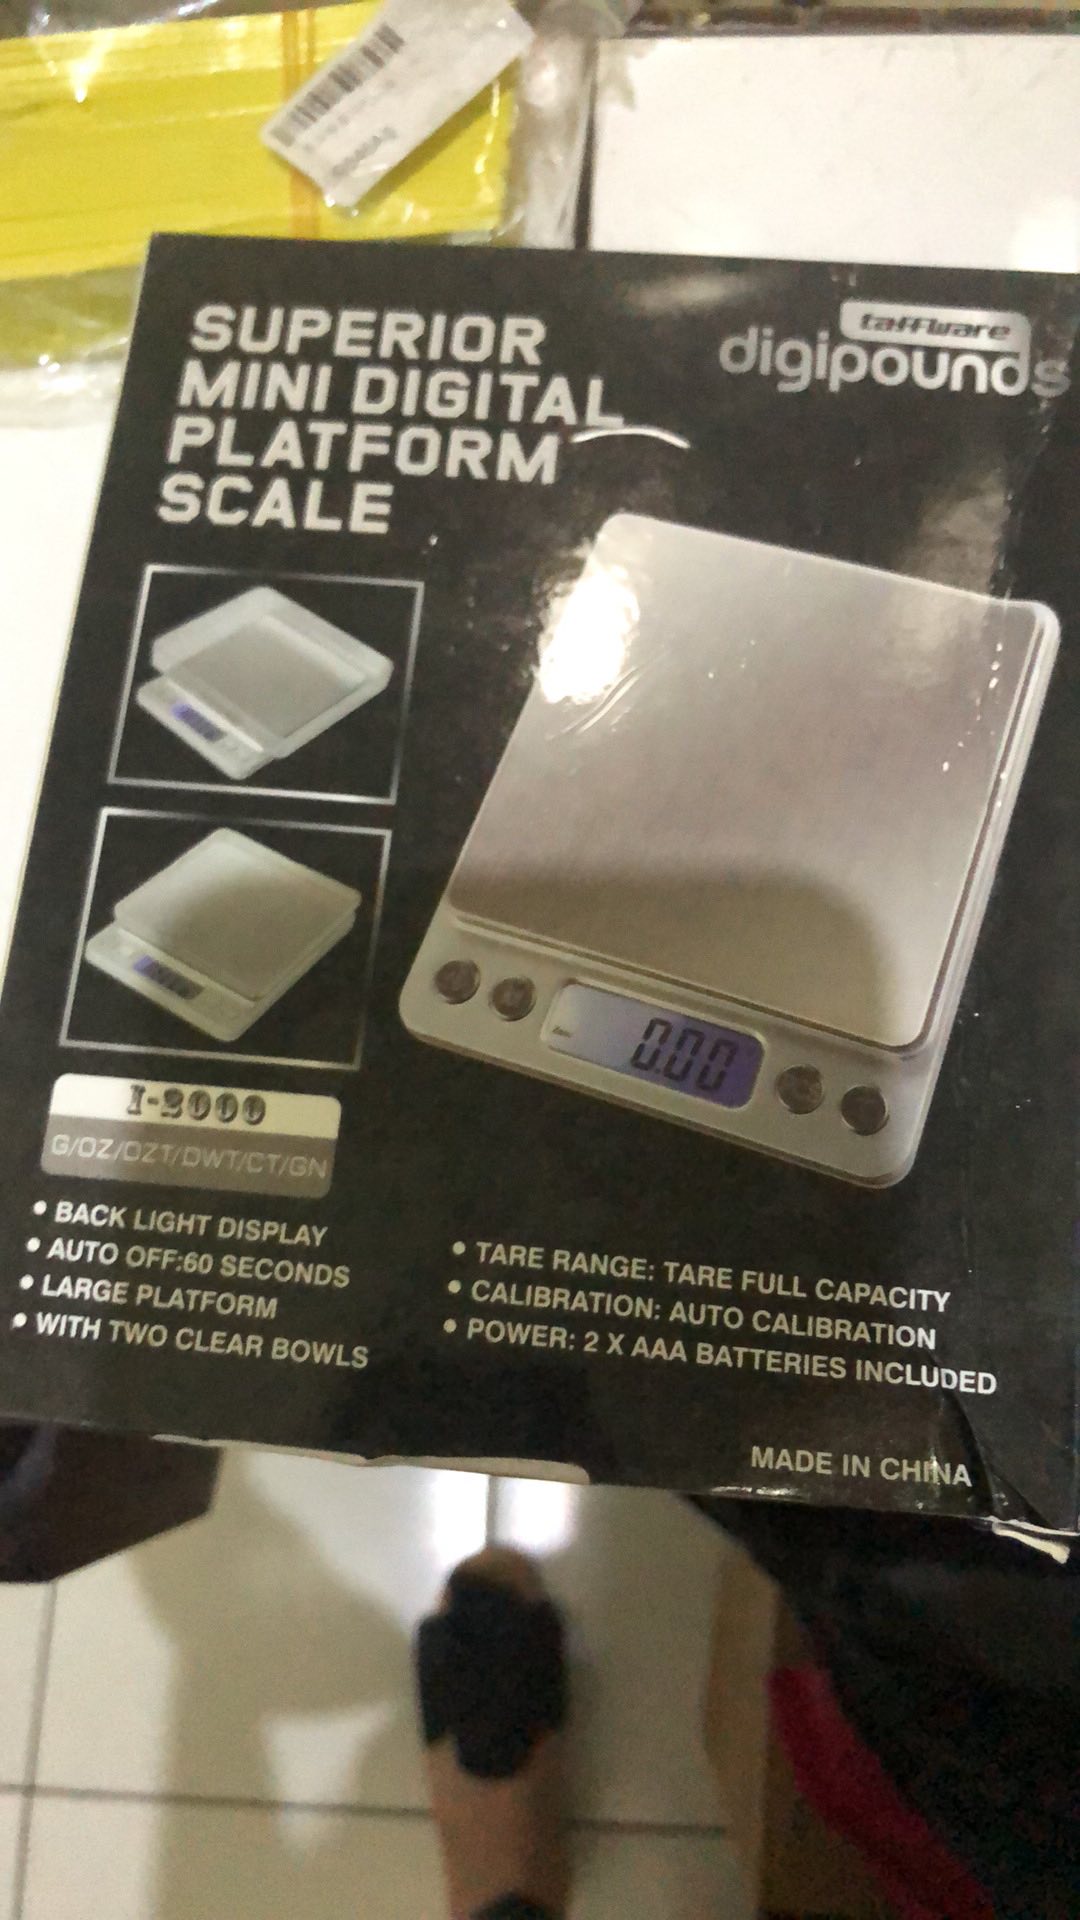 SUPERIOR
MINI DIGITAL
PLATFORM
SCALE
taffware
digipounds
0.00
I-2000
G/OZ/OZT/DWT/CT/GN
• BACK LIGHT DISPLAY
• AUTO OFF:60 SECONDS
• LARGE PLATFORM
• WITH TWO CLEAR BOWLS
• TARE RANGE: TARE FULL CAPACITY
• CALIBRATION: AUTO CALIBRATION
• POWER: 2 X AAA BATTERIES INCLUDED
MADE IN CHINA